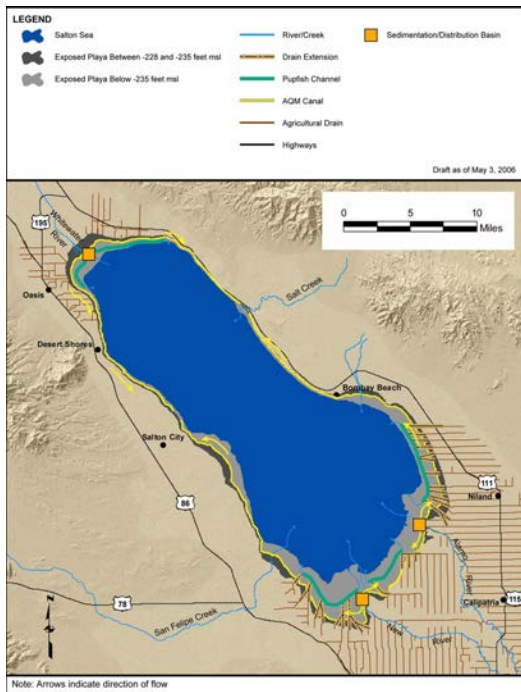 LEGEND
Salton Sea
Exposed Playa Between -228 and -235 feet msl
Exposed Playa Below -235 feet msl
River/Creek
Drain Extension
Pupfish Channel
AQM Canal
Agricultural Drain
Highways
Sedimentation/Distribution Basin
Draft as of May 3, 2006
0 5 10
Miles
195
Whitewater
River
Oasis
Salt Creek
Desert Shores
Bombay Beach
Salton City
86
111
Niland
Alamo
River
78
San Felipe Creek
Calipatria
115
New
River
Note: Arrows indicate direction of flow